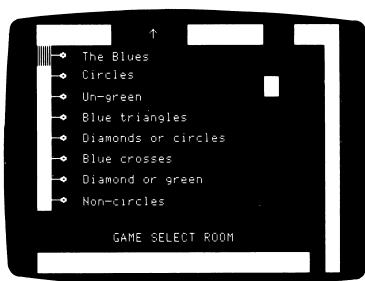 ↑
The Blues
Circles
Un-green
Blue triangles
Diamonds or circles
Blue crosses
Diamond or green
Non-circles
GAME SELECT ROOM